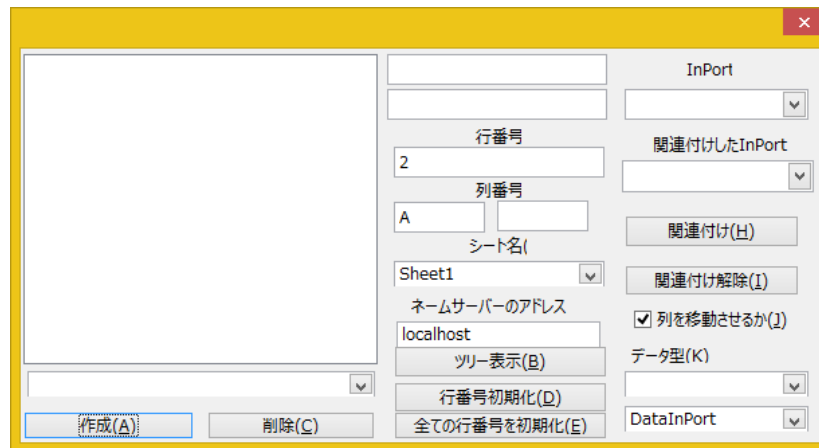 InPort
行番号
関連付けしたInPort
2
列番号
A
関連付け(H)
シート名(
Sheet1
関連付け解除(I)
ネームサーバーのアドレス
列を移動させるか(J)
localhost
データ型(K)
ツリー表示(B)
行番号初期化(D)
作成(A)
削除(C)
全ての行番号を初期化(E)
DataInPort